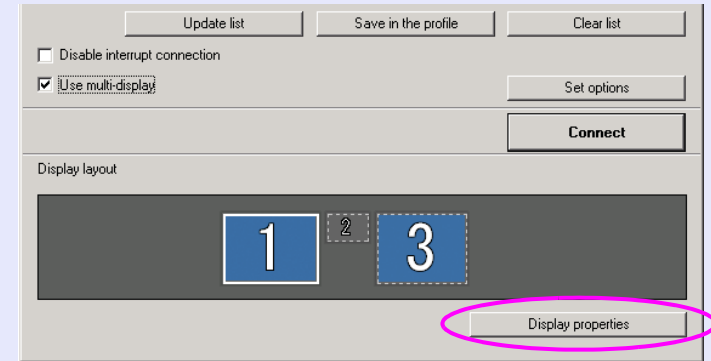 Update list Save in the profile Clear list
Disable interrupt connection
Use multi-display Set options
Connect
Display layout
1 2 3
Display properties